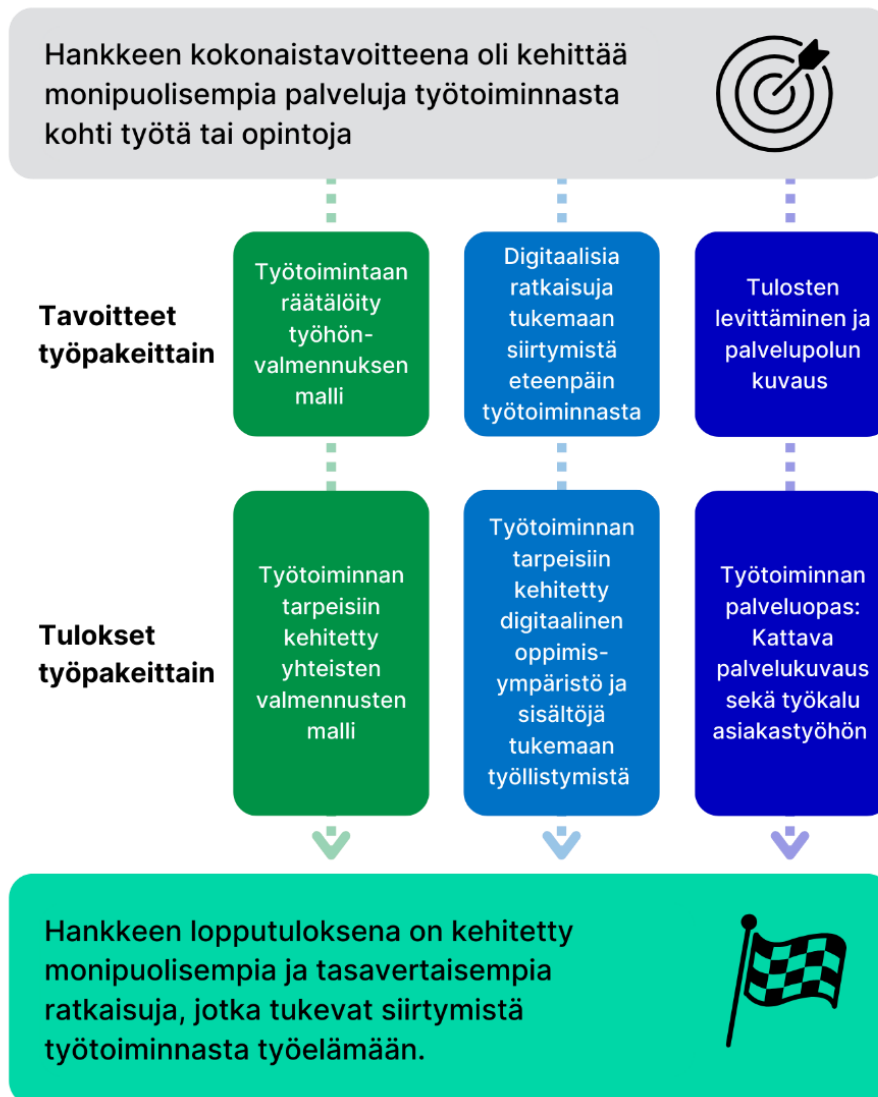 Hankkeen kokonaistavoitteena oli kehittää
monipuolisempia palveluja työtoiminnasta
kohti työtä tai opintoja
Tavoitteet
työpakeittain
Työtoimintaan
räätälöity
työhön-
valmennuksen
malli
Digitaalisia
ratkaisuja
tukemaan
siirtymistä
eteenpäin
työtoiminnasta
Tulosten
levittäminen ja
palvelupolun
kuvaus
Tulokset
työpakeittain
Työtoiminnan
tarpeisiin
kehitetty
yhteisten
valmennusten
malli
Työtoiminnan
tarpeisiin
kehitetty
digitaalinen
oppimis-
ympäristö ja
sisältöjä
tukemaan
työllistymistä
Työtoiminnan
palveluopas:
Kattava
palvelukuvaus
sekä työkalu
asiakastyöhön
Hankkeen lopputuloksena on kehitetty
monipuolisempia ja tasavertaisempia
ratkaisuja, jotka tukevat siirtymistä
työtoiminnasta työelämään.